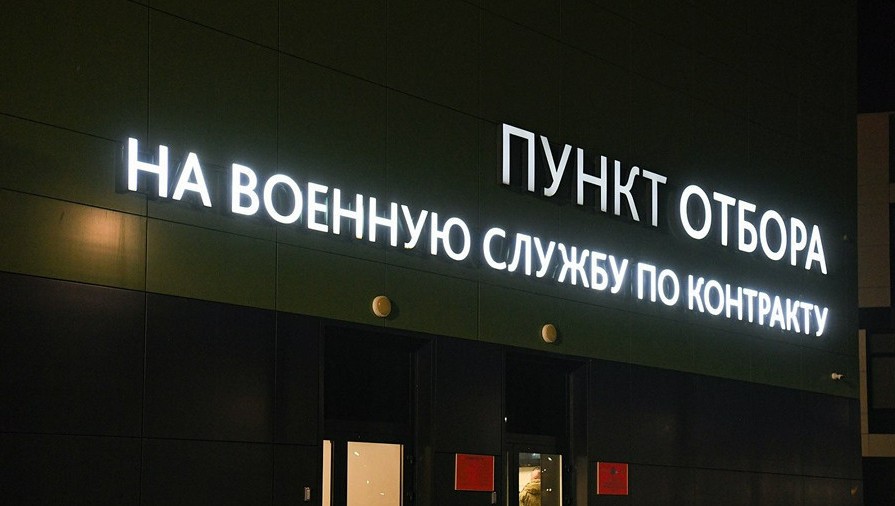 ПУНКТ ОТБОРА
НА ВОЕННУЮ СЛУЖБУ ПО КОНТРАКТУ